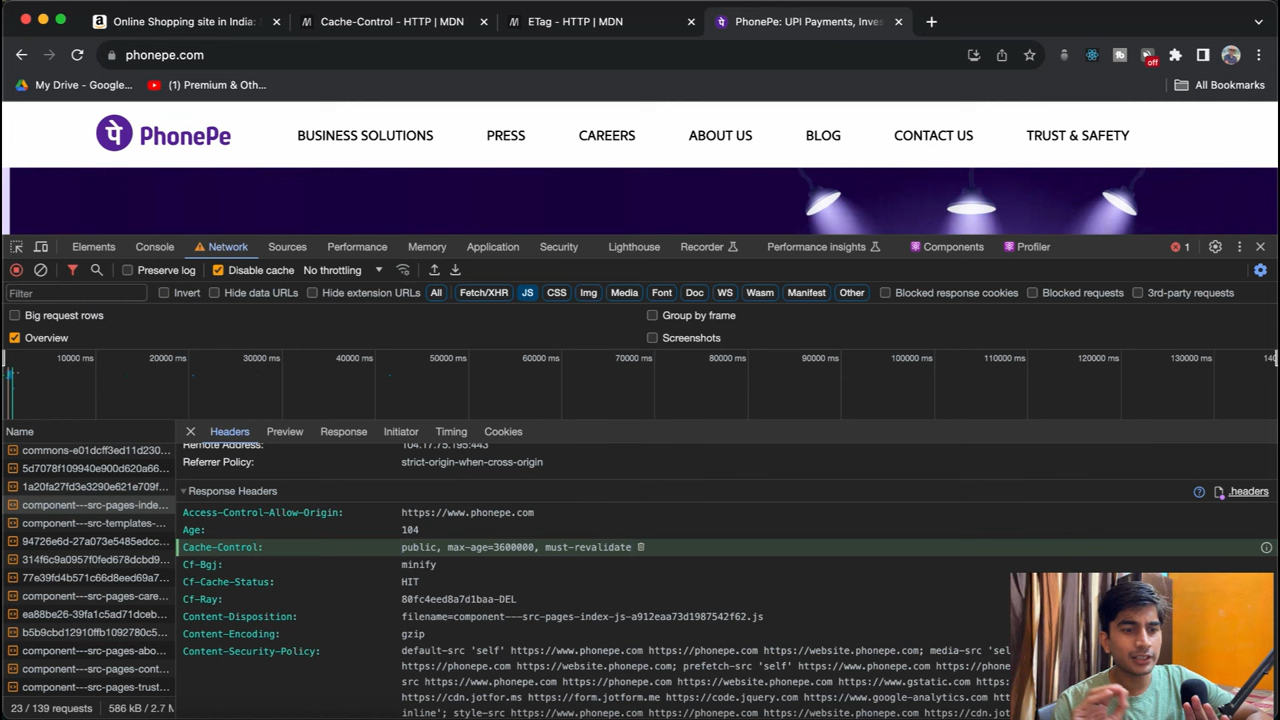 Online Shopping site in India:
Cache-Control - HTTP | MDN
ETag - HTTP | MDN
PhonePe: UPI Payments, Inves
phonepe.com
off
My Drive - Google...
(1) Premium & Oth...
All Bookmarks
पे PhonePe
BUSINESS SOLUTIONS
PRESS
CAREERS
ABOUT US
BLOG
CONTACT US
TRUST & SAFETY
Elements
Console
Network
Sources
Performance
Memory
Application
Security
Lighthouse
Recorder
Performance insights
Components
Profiler
1
Preserve log
Disable cache
No throttling
Filter
Invert
Hide data URLs
Hide extension URLs
All
Fetch/XHR
JS
CSS
Img
Media
Font
Doc
WS
Wasm
Manifest
Other
Blocked response cookies
Blocked requests
3rd-party requests
Big request rows
Group by frame
Overview
Screenshots
10000 ms
20000 ms
30000 ms
40000 ms
50000 ms
60000 ms
70000 ms
80000 ms
90000 ms
100000 ms
110000 ms
120000 ms
130000 ms
140
Name
Headers
Preview
Response
Initiator
Timing
Cookies
commons-e01dcff3ed11d230...
5d7078f109940e900d620a66...
1a20fa27fd3e3290e621e709f...
component---src-pages-inde...
component---src-templates-...
94726e6d-27a073e5485edcc...
314f6c9a0957f0fed678dcbd9...
77e39fd4b571c66d8eed69a7...
component---src-pages-care...
ea88be26-39fa1c5ad71dceb...
b5b9cbd12910ffb1092780c5...
component---src-pages-abo...
component---src-pages-cont...
component---src-pages-trust...
23 / 139 requests
586 kB / 2.7 M
Remote Address: 104.17.75.195:443
Referrer Policy: strict-origin-when-cross-origin
Response Headers
.headers
Access-Control-Allow-Origin: https://www.phonepe.com
Age: 104
Cache-Control: public, max-age=3600000, must-revalidate
Cf-Bgj: minify
Cf-Cache-Status: HIT
Cf-Ray: 80fc4eed8a7d1baa-DEL
Content-Disposition: filename=component---src-pages-index-js-a912eaa73d1987542f62.js
Content-Encoding: gzip
Content-Security-Policy: default-src 'self' https://www.phonepe.com https://website.phonepe.com; media-src 'sel
https://phonepe.com https://website.phonepe.com; prefetch-src 'self' https://www.phone
https://www.phonepe.com https://website.phonepe.com https://www.gstatic.com https
https://cdn.jotfor.ms https://form.jotform.me https://code.jquery.com https://www.google-analytics
inline'; style-src https://www.phonepe.com https://phonepe.com https://website.phonepe.com https